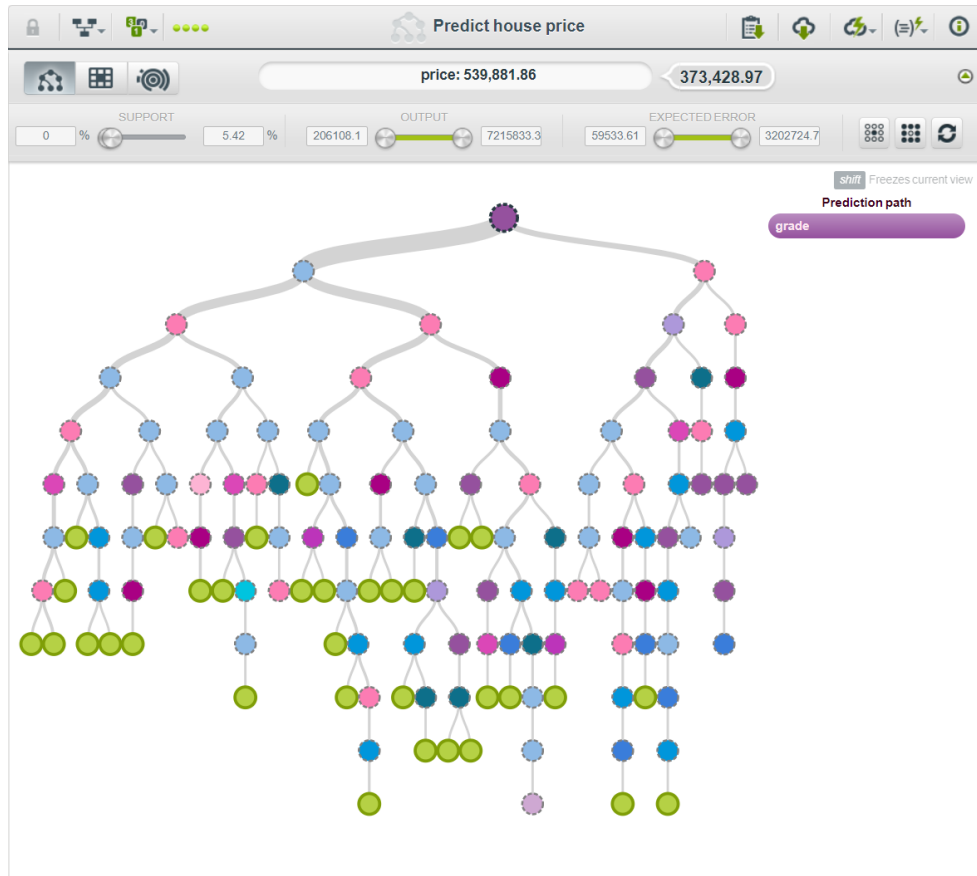 Predict house price
price: 539,881.86
373,428.97
SUPPORT
OUTPUT
EXPECTED ERROR
0 %
5.42 %
206108.1
7215833.3
59533.61
3202724.7
shift Freezes current view
Prediction path
grade